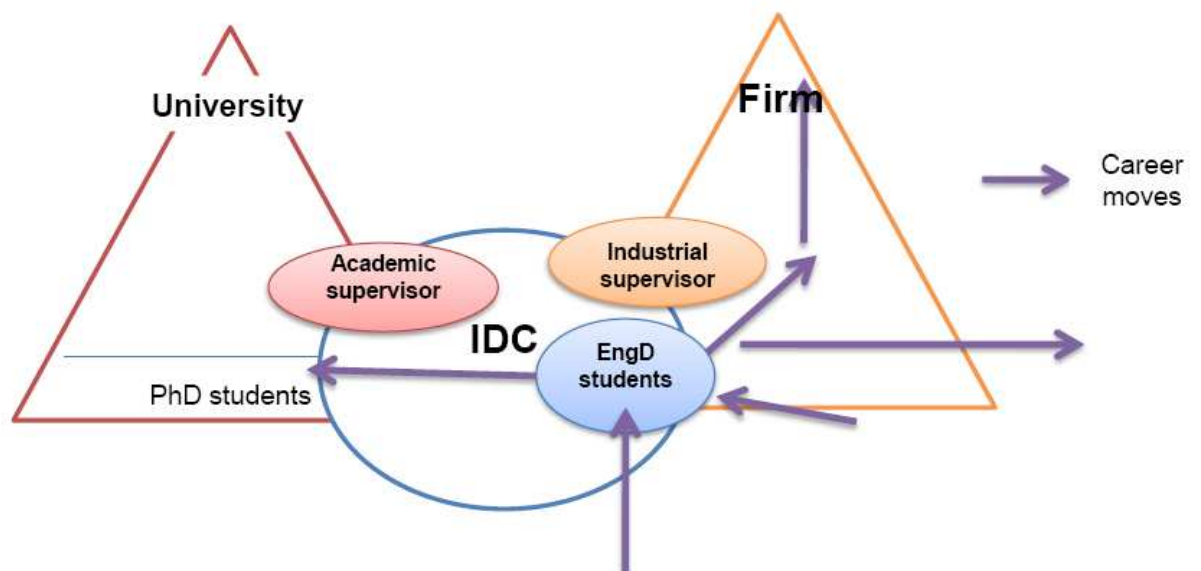 University
Firm
Career
moves
Academic
supervisor
Industrial
supervisor
IDC
EngD
students
PhD students